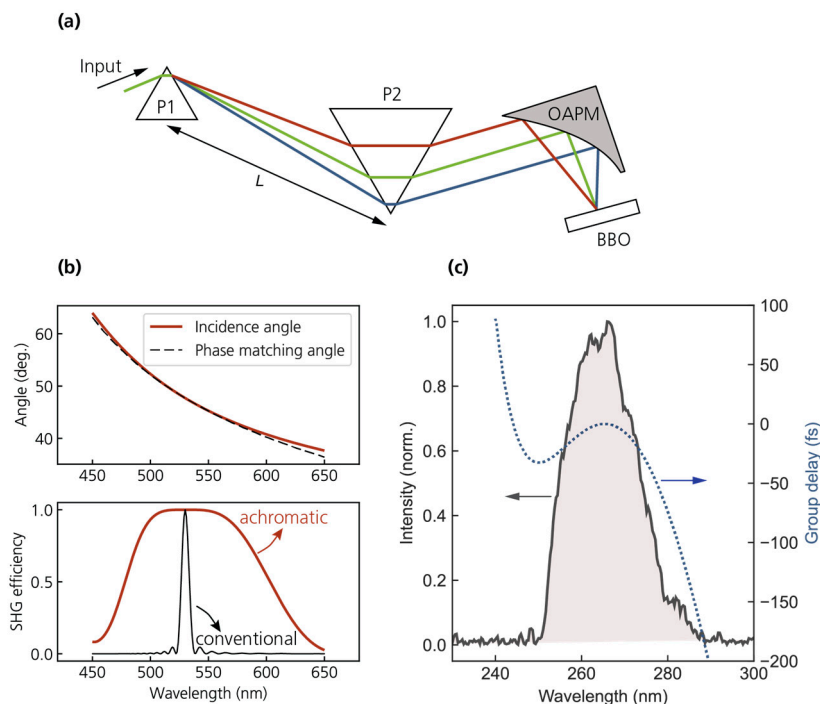 (a)
Input
P1
P2
OAPM
L
BBO
(b)
(c)
Angle (deg.)
60
50
40
Incidence angle
Phase matching angle
450 500 550 600 650
SHG efficiency
1.0
0.5
0.0
achromatic
conventional
450 500 550 600 650
Wavelength (nm)
Intensity (norm.)
1.0
0.8
0.6
0.4
0.2
0.0
100
50
0
−50
−100
−150
−200
Group delay (fs)
240 260 280 300
Wavelength (nm)